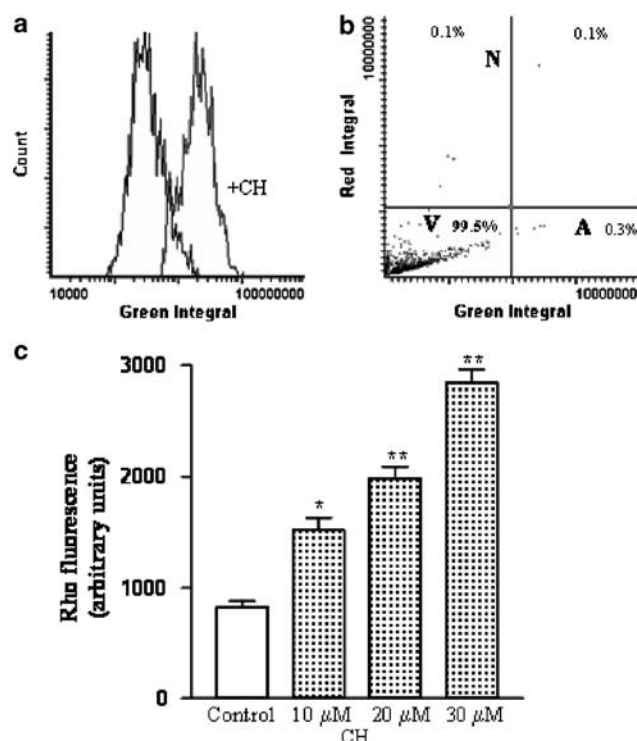 a
Count
+CH
10000
100000000
Green Integral
b
0.1%
0.1%
N
10000000
Red Integral
V
99.5%
A
0.3%
10000000
Green Integral
c
3000
**
**
2000
*
1000
0
Rho fluorescence
(arbitrary units)
Control
10 µM
20 µM
30 µM
CH